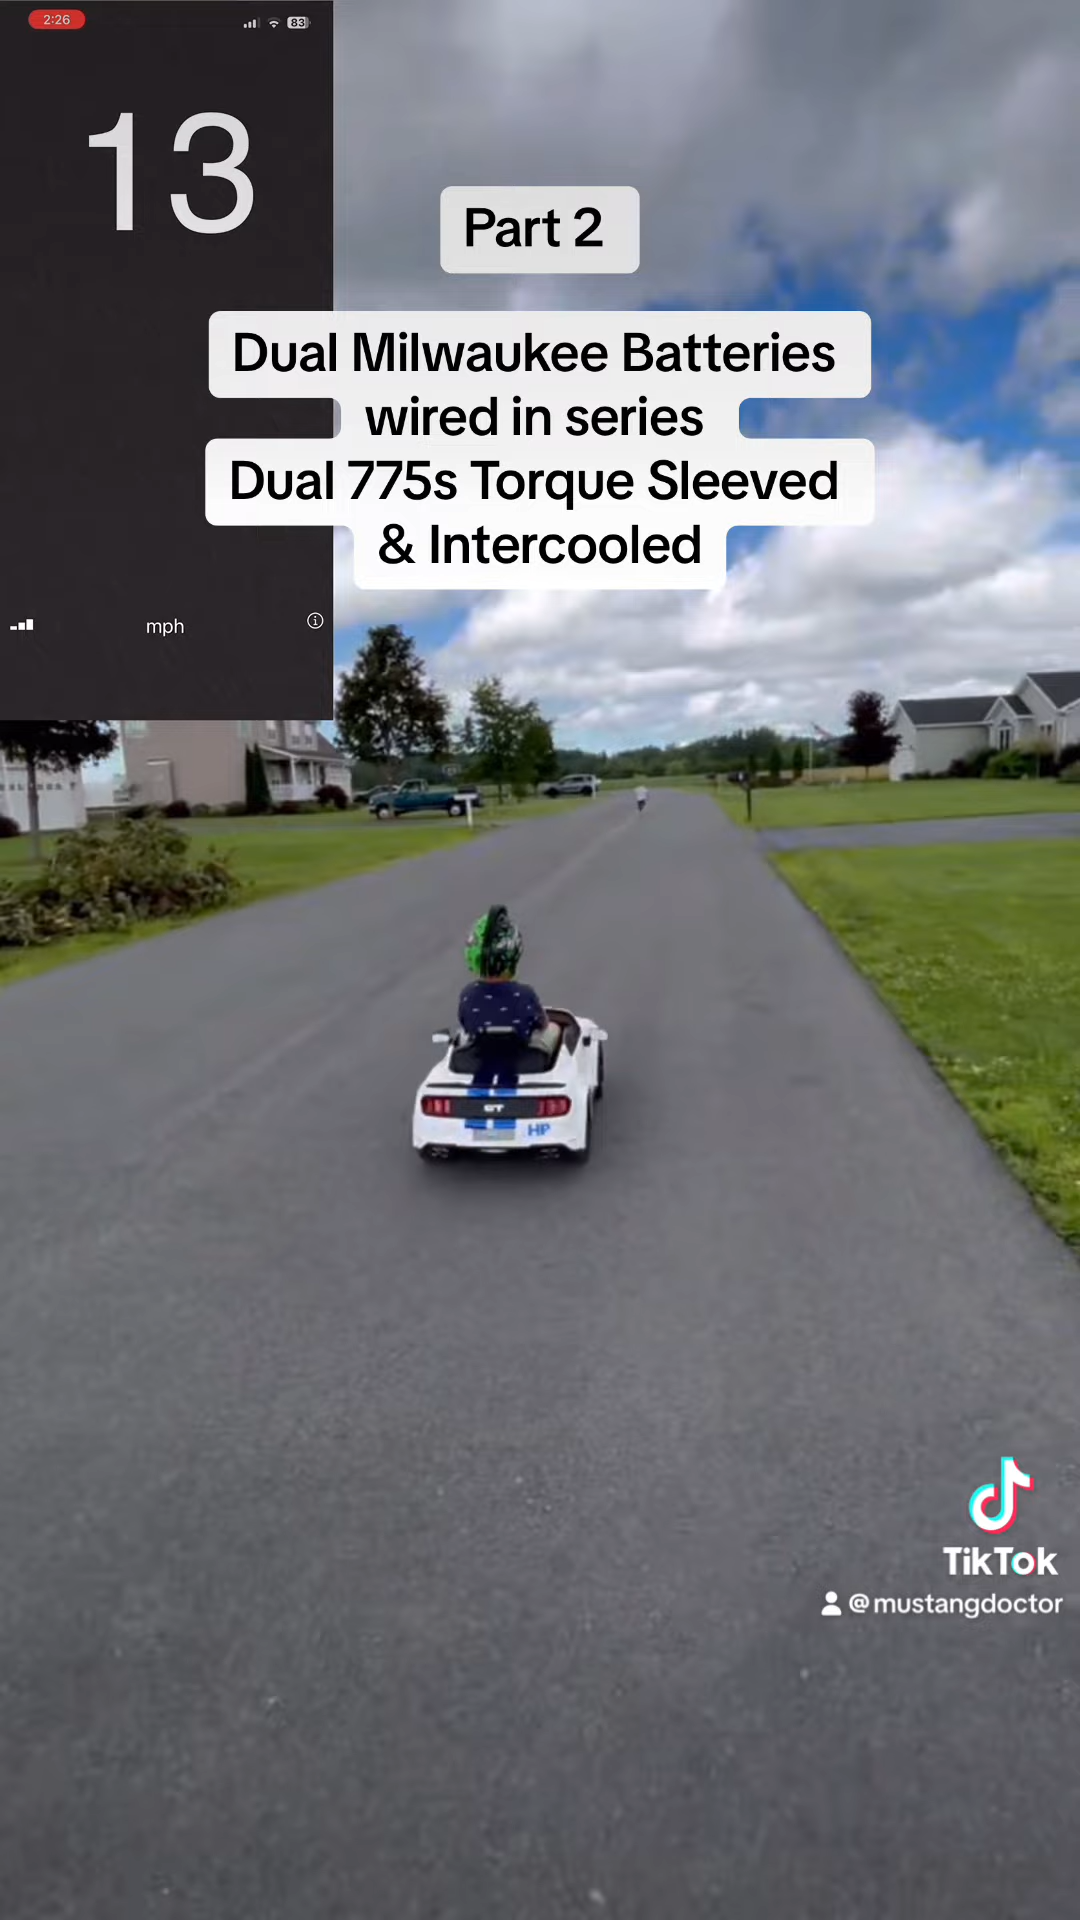 2:26
83
13
Part 2
Dual Milwaukee Batteries
wired in series
Dual 775s Torque Sleeved
& Intercooled
mph
GT
HP
TikTok
@mustangdoctor